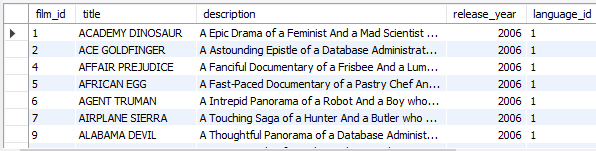 film_id title description release_year language_id
1 ACADEMY DINOSAUR A Epic Drama of a Feminist And a Mad Scientist ... 2006 1
2 ACE GOLDFINGER A Astounding Epistle of a Database Administrat... 2006 1
4 AFFAIR PREJUDICE A Fanciful Documentary of a Frisbee And a Lum... 2006 1
5 AFRICAN EGG A Fast-Paced Documentary of a Pastry Chef An... 2006 1
6 AGENT TRUMAN A Intrepid Panorama of a Robot And a Boy who... 2006 1
7 AIRPLANE SIERRA A Touching Saga of a Hunter And a Butler who ... 2006 1
9 ALABAMA DEVIL A Thoughtful Panorama of a Database Administ... 2006 1